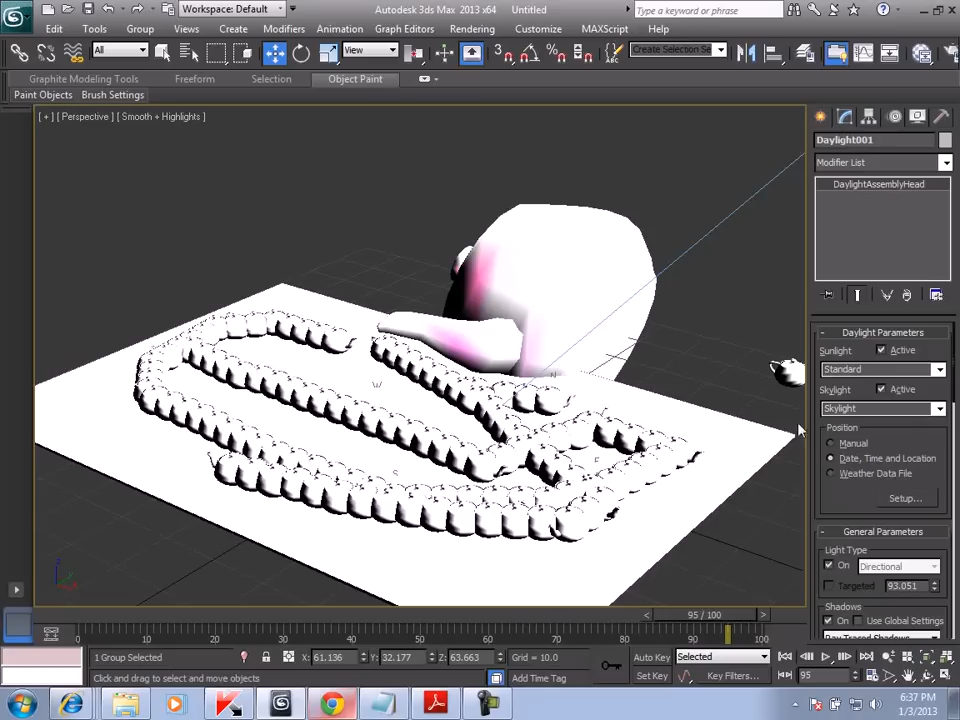 Workspace: Default
Autodesk 3ds Max 2013 x64
Untitled
Type a keyword or phrase
Edit
Tools
Group
Views
Create
Modifiers
Animation
Graph Editors
Rendering
Customize
MAXScript
Help
All
View
Create Selection Se
Graphite Modeling Tools
Freeform
Selection
Object Paint
Paint Objects
Brush Settings
[ + ] [ Perspective ] [ Smooth + Highlights ]
Daylight001
Modifier List
DaylightAssemblyHead
- Daylight Parameters
Sunlight Active
Standard
Skylight Active
Skylight
Position
Manual
Date, Time and Location
Weather Data File
Setup...
- General Parameters
Light Type
On Directional
Targeted 93.051
Shadows
On Use Global Settings
Ray Traced Shadows
W
N
S
E
z
y
x
< 95 / 100 >
0 10 20 30 40 50 60 70 80 90 100
1 Group Selected
X: 61.136 Y: 32.177 Z: 63.663
Grid = 10.0
Auto Key
Selected
Click and drag to select and move objects
Add Time Tag
Set Key
Key Filters...
95
6:37 PM
1/3/2013